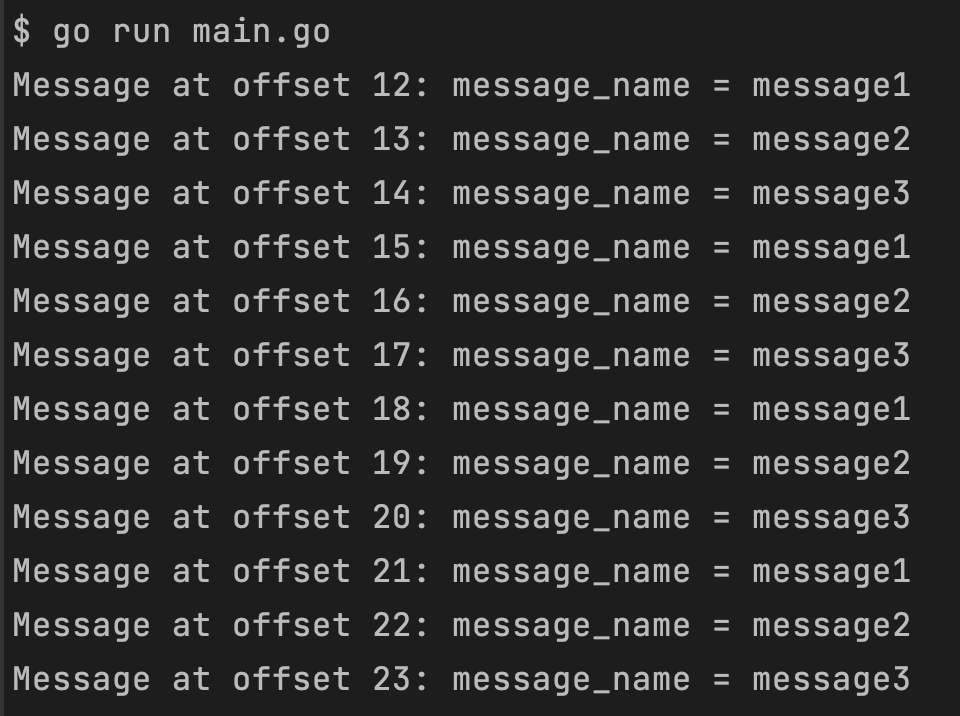 $ go run main.go
Message at offset 12: message_name = message1
Message at offset 13: message_name = message2
Message at offset 14: message_name = message3
Message at offset 15: message_name = message1
Message at offset 16: message_name = message2
Message at offset 17: message_name = message3
Message at offset 18: message_name = message1
Message at offset 19: message_name = message2
Message at offset 20: message_name = message3
Message at offset 21: message_name = message1
Message at offset 22: message_name = message2
Message at offset 23: message_name = message3